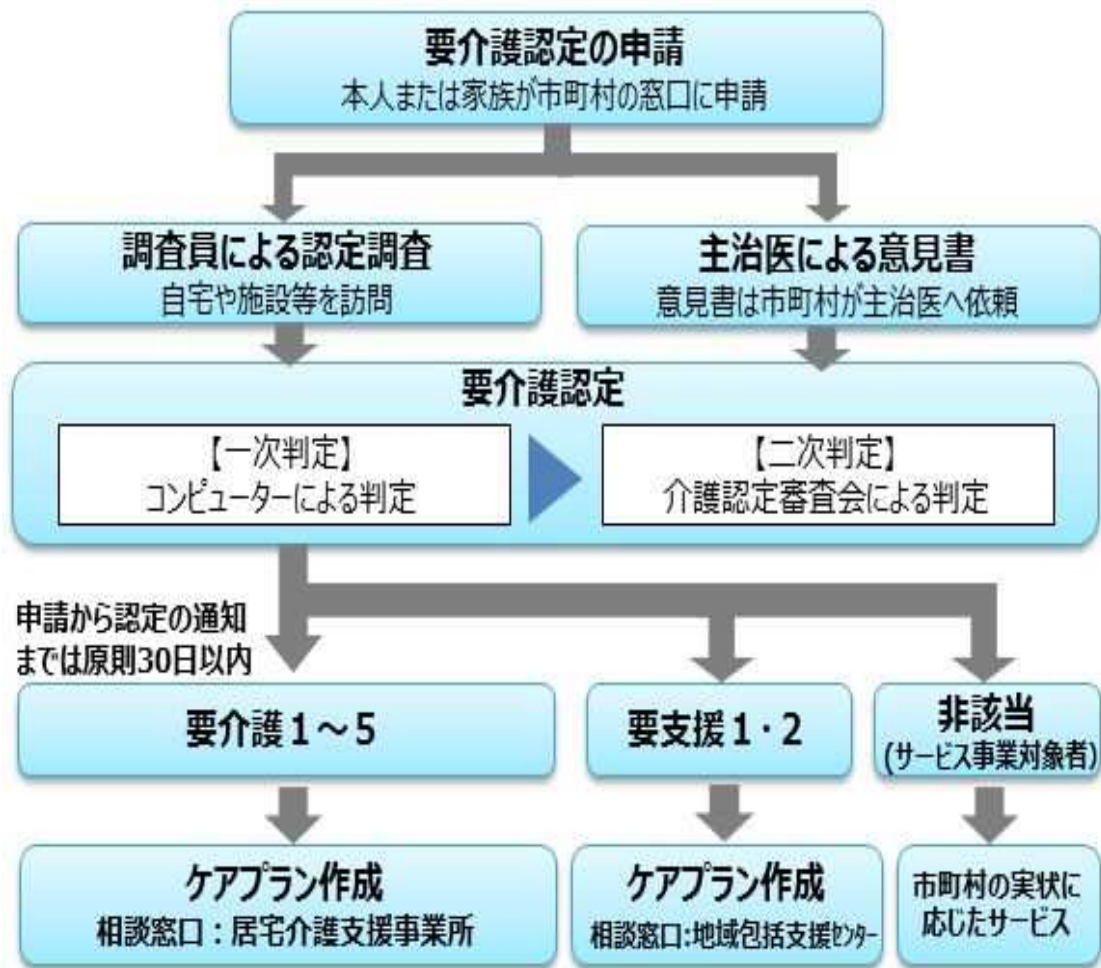 要介護認定の申請
本人または家族が市町村の窓口に申請
調査員による認定調査
自宅や施設等を訪問
主治医による意見書
意見書は市町村が主治医へ依頼
要介護認定
【一次判定】
コンピューターによる判定
【二次判定】
介護認定審査会による判定
申請から認定の通知
までは原則30日以内
要介護１～５
要支援１・２
非該当
(サービス事業対象者)
ケアプラン作成
相談窓口：居宅介護支援事業所
ケアプラン作成
相談窓口:地域包括支援ｾﾝﾀｰ
市町村の実状に
応じたサービス